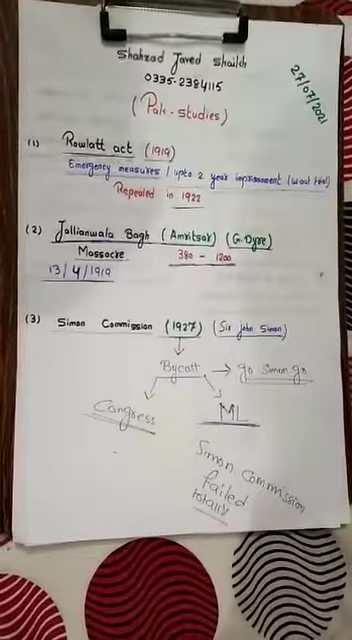 Shahzad Javed Shaikh
0335-2384115
27/07/2021
(Pak-studies)
(1) Rowlatt act (1919)
Emergency measures / upto 2 year imprisonment (w.out trial)
Repealed in 1922
(2) Jallianwala Bagh (Amritsar) (G. Dyre)
Massacre 380 - 1200
13/4/1919
(3) Simon Commission (1927) (Sir John Simon)
Bycott → go Simon go
Congress ML
Simon Commission
Failed
totally